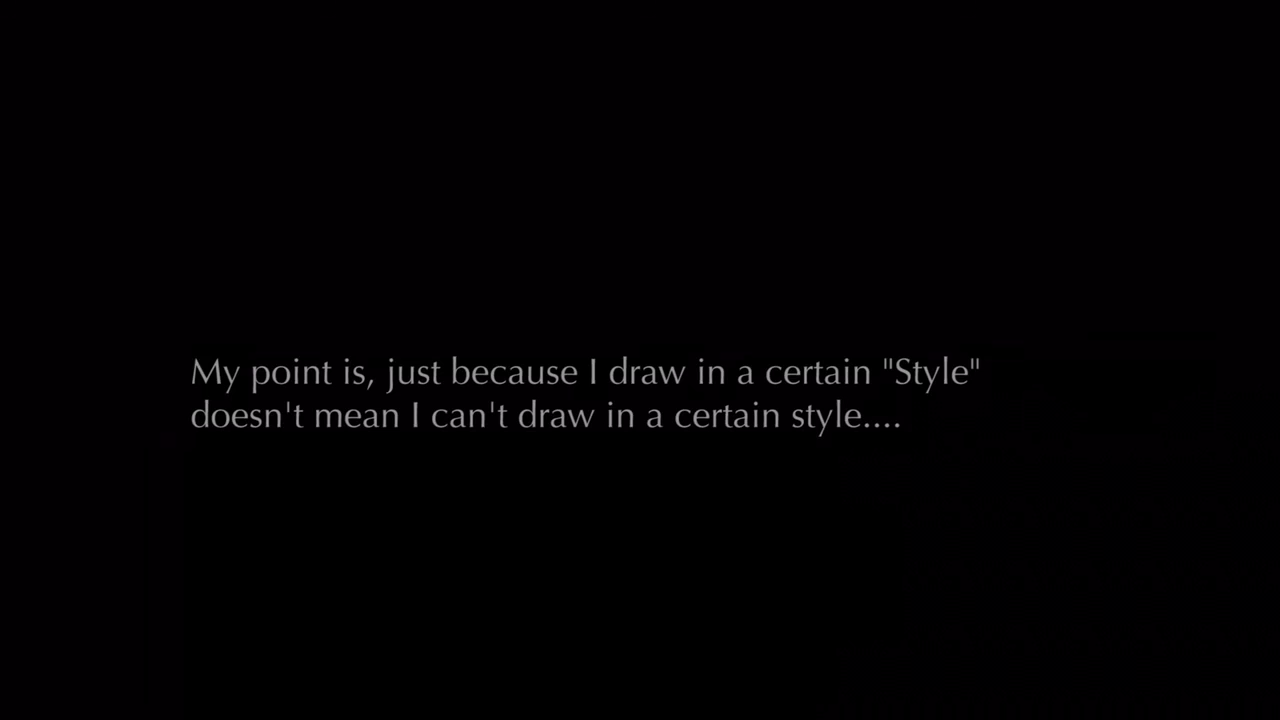 My point is, just because I draw in a certain "Style"
doesn't mean I can't draw in a certain style....